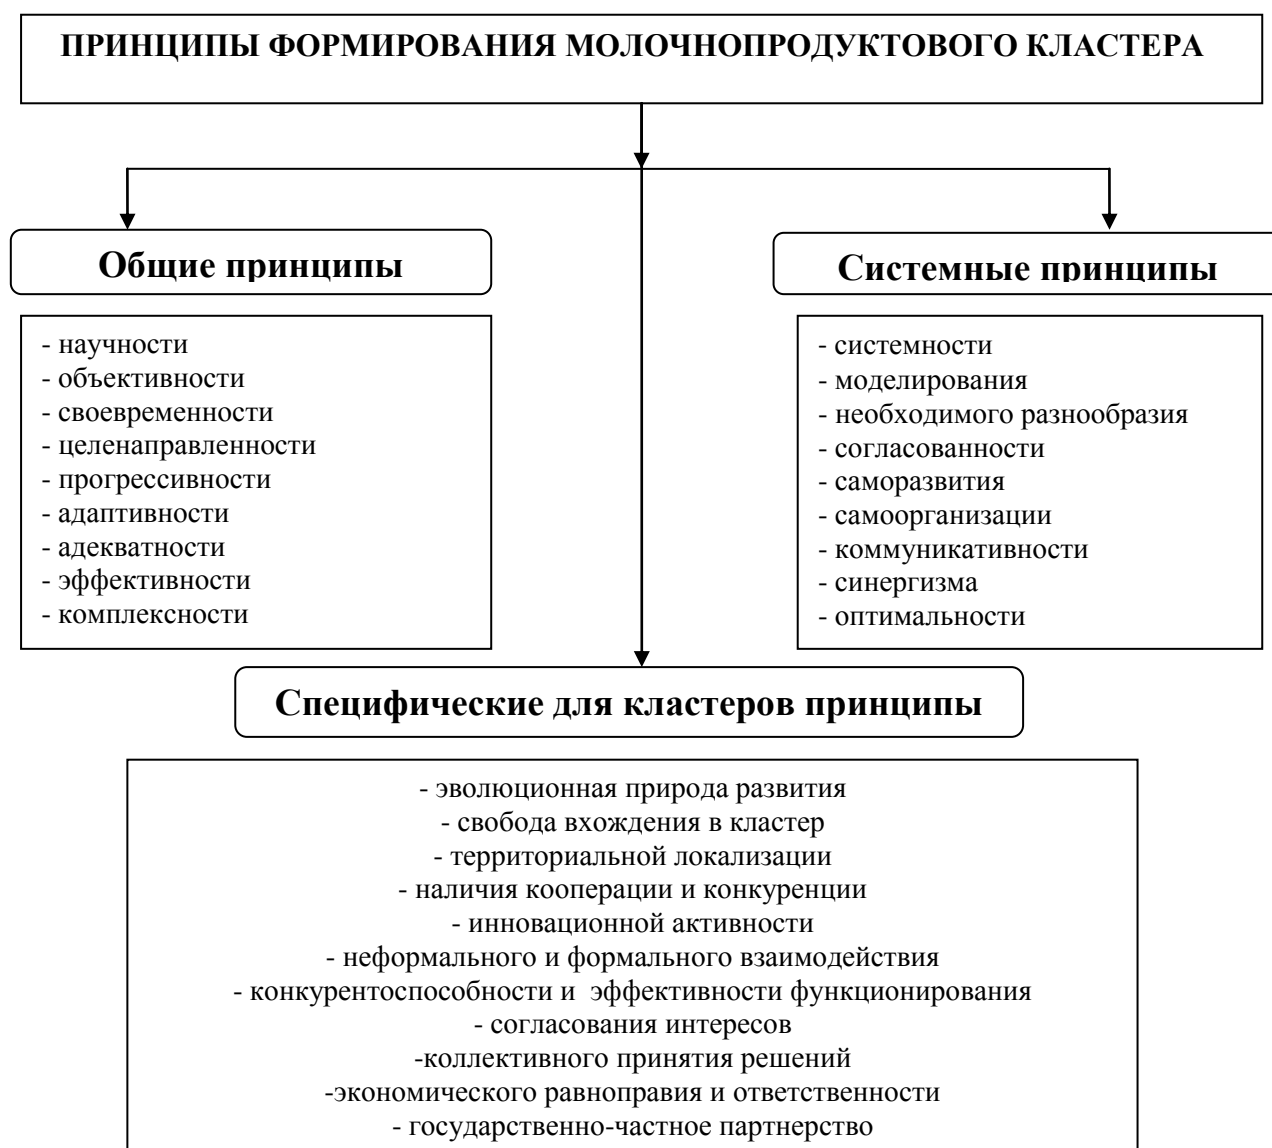 ПРИНЦИПЫ ФОРМИРОВАНИЯ МОЛОЧНОПРОДУКТОВОГО КЛАСТЕРА
Общие принципы
- научности
- объективности
- своевременности
- целенаправленности
- прогрессивности
- адаптивности
- адекватности
- эффективности
- комплексности
Системные принципы
- системности
- моделирования
- необходимого разнообразия
- согласованности
- саморазвития
- самоорганизации
- коммуникативности
- синергизма
- оптимальности
Специфические для кластеров принципы
- эволюционная природа развития
- свобода вхождения в кластер
- территориальной локализации
- наличия кооперации и конкуренции
- инновационной активности
- неформального и формального взаимодействия
- конкурентоспособности и эффективности функционирования
- согласования интересов
-коллективного принятия решений
-экономического равноправия и ответственности
- государственно-частное партнерство